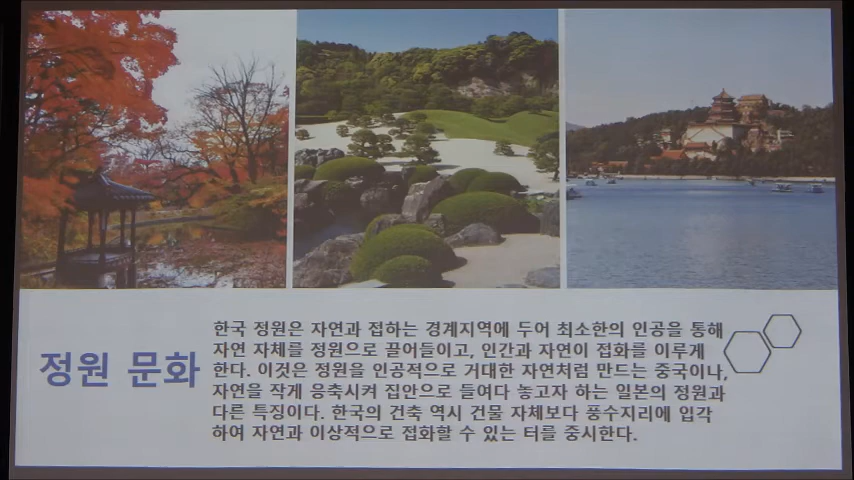 정원 문화
한국 정원은 자연과 접하는 경계지역에 두어 최소한의 인공을 통해
자연 자체를 정원으로 끌어들이고, 인간과 자연이 접화를 이루게
한다. 이것은 정원을 인공적으로 거대한 자연처럼 만드는 중국이나,
자연을 작게 응축시켜 집안으로 들여다 놓고자 하는 일본의 정원과
다른 특징이다. 한국의 건축 역시 건물 자체보다 풍수지리에 입각
하여 자연과 이상적으로 접화할 수 있는 터를 중시한다.